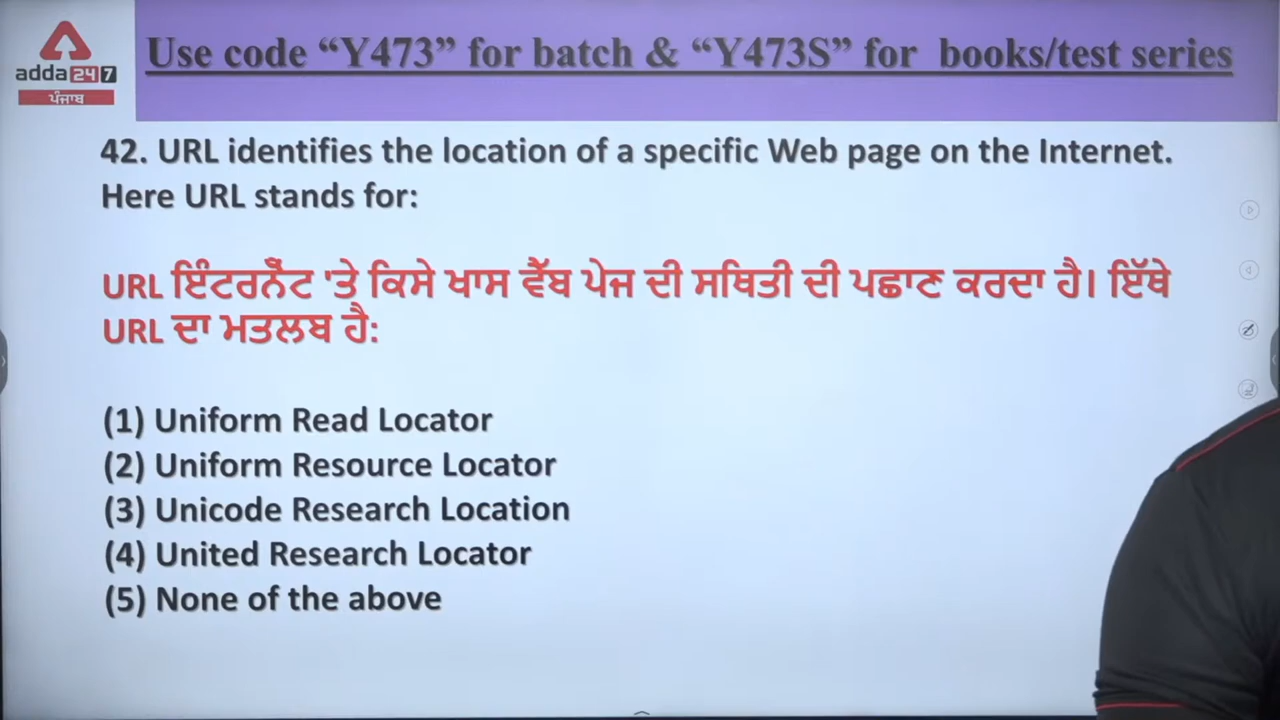 adda 247
ਪੰਜਾਬ
Use code “Y473” for batch & “Y473S” for books/test series
42. URL identifies the location of a specific Web page on the Internet.
Here URL stands for:
URL ਇੰਟਰਨੈੱਟ 'ਤੇ ਕਿਸੇ ਖਾਸ ਵੈੱਬ ਪੇਜ ਦੀ ਸਥਿਤੀ ਦੀ ਪਛਾਣ ਕਰਦਾ ਹੈ। ਇੱਥੇ
URL ਦਾ ਮਤਲਬ ਹੈ:
(1) Uniform Read Locator
(2) Uniform Resource Locator
(3) Unicode Research Location
(4) United Research Locator
(5) None of the above